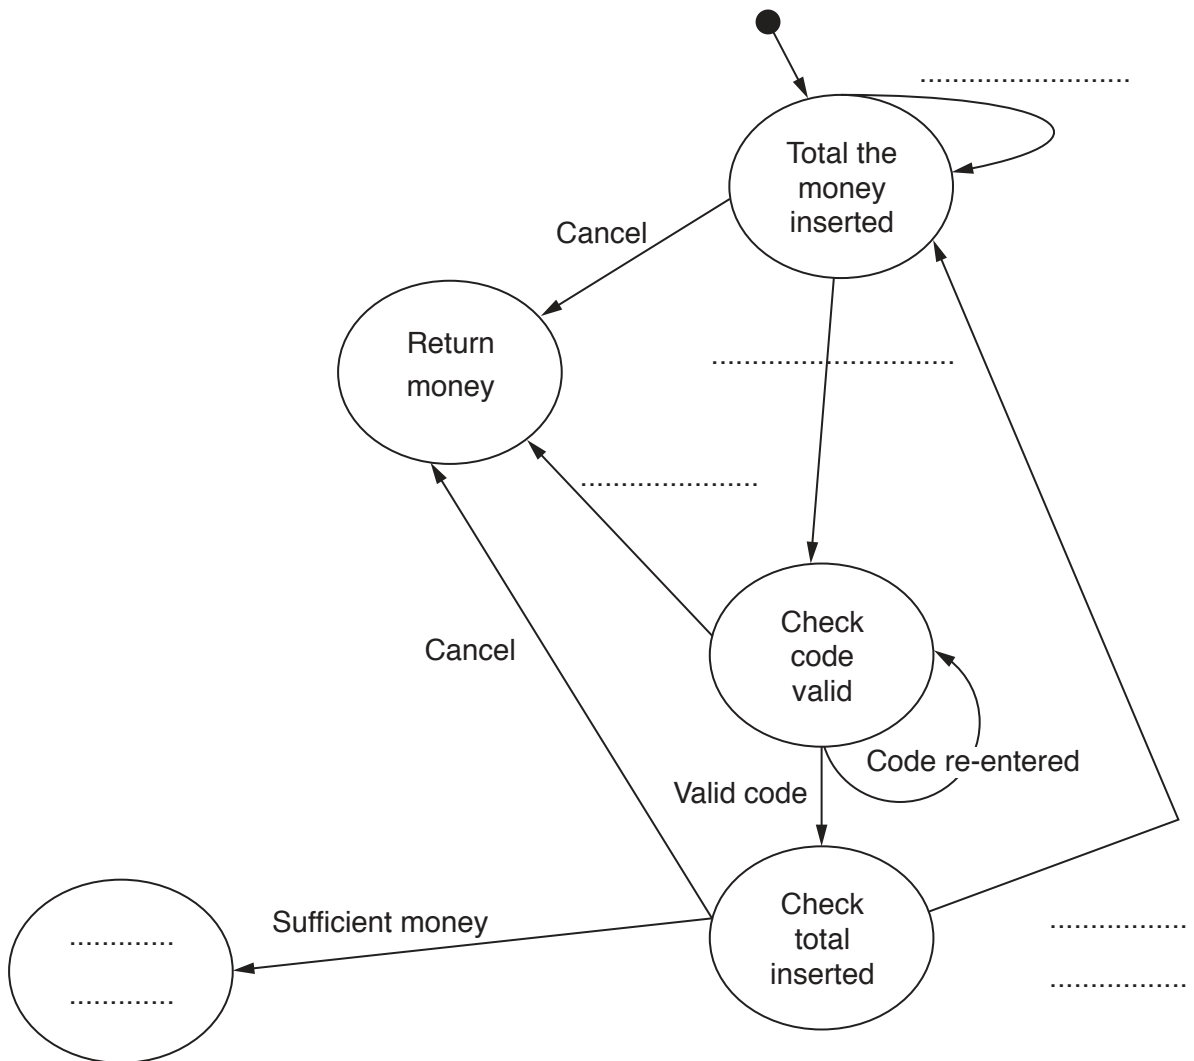 Total the
money
inserted
Cancel
Return
money
Check
code
valid
Cancel
Code re-entered
Valid code
Check
total
inserted
Sufficient money